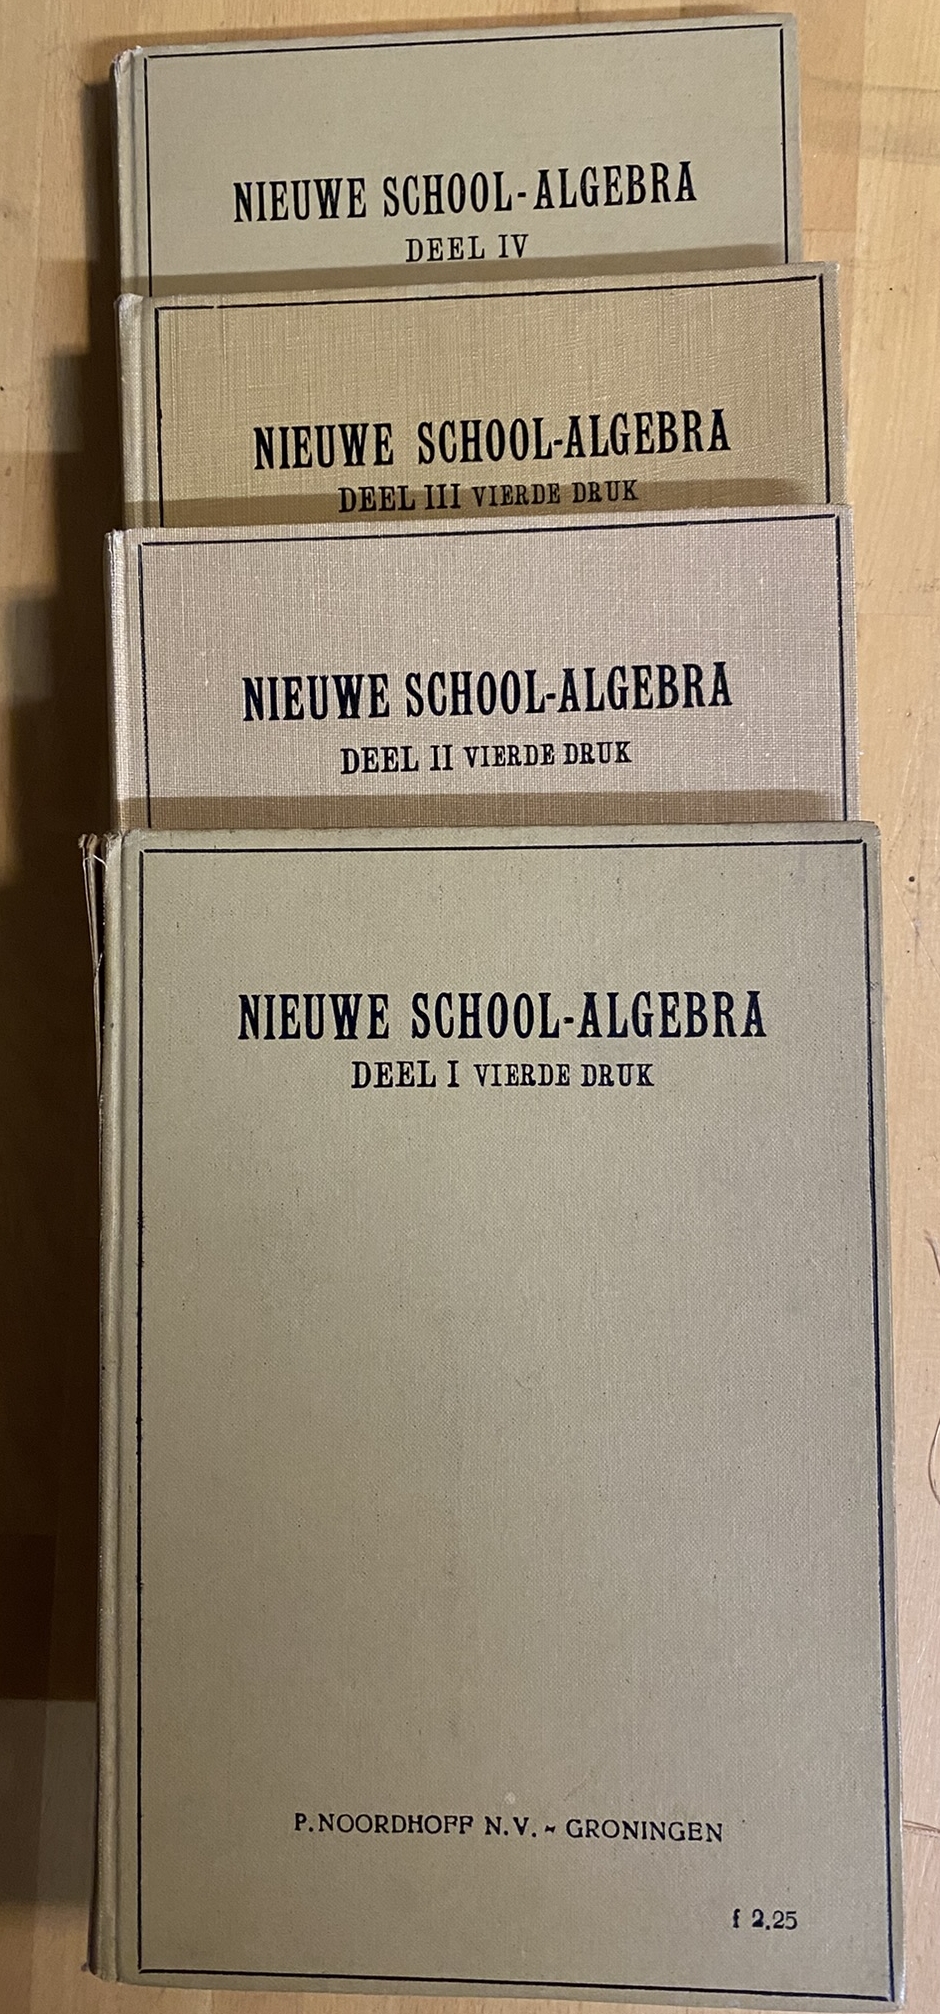 NIEUWE SCHOOL-ALGEBRA
DEEL IV
NIEUWE SCHOOL-ALGEBRA
DEEL III VIERDE DRUK
NIEUWE SCHOOL-ALGEBRA
DEEL II VIERDE DRUK
NIEUWE SCHOOL-ALGEBRA
DEEL I VIERDE DRUK
P. NOORDHOFF N.V. ~ GRONINGEN
f 2.25